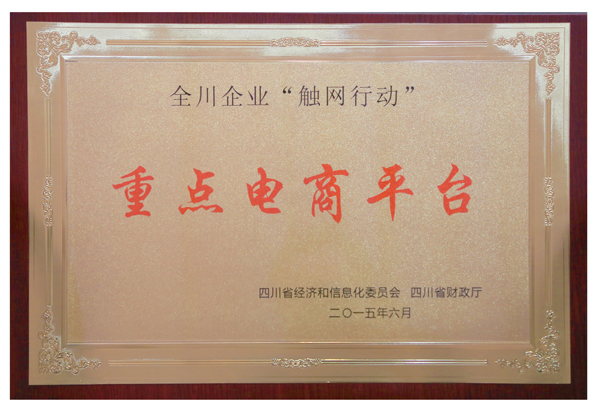 全川企业“触网行动”
重点电商平台
四川省经济和信息化委员会 四川省财政厅
二〇一五年六月